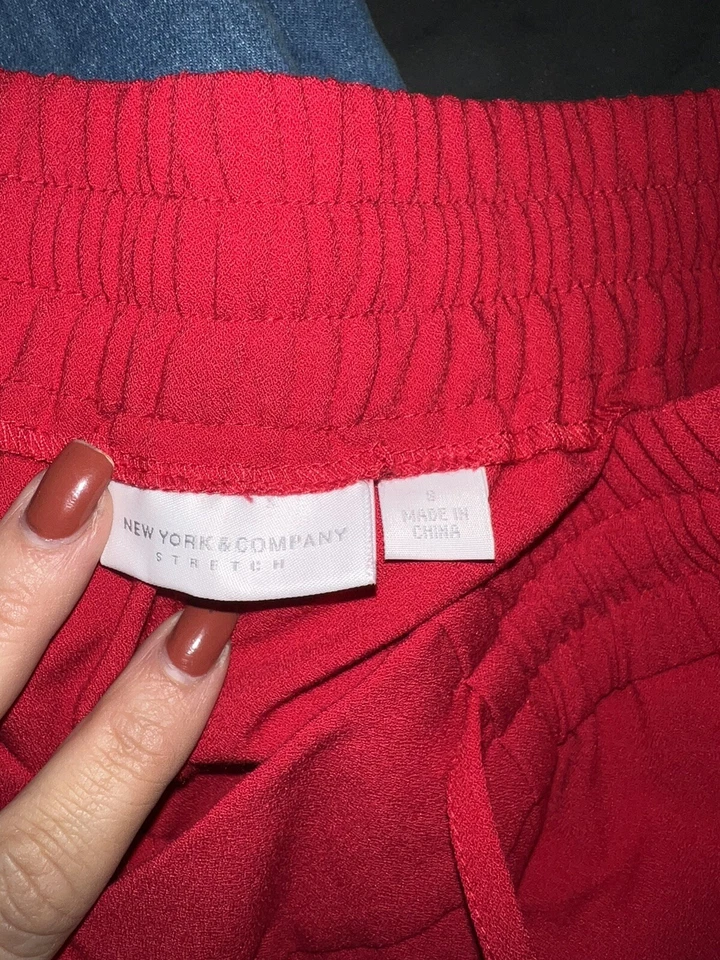 NEW YORK & COMPANY
STRETCH
S
MADE IN
CHINA